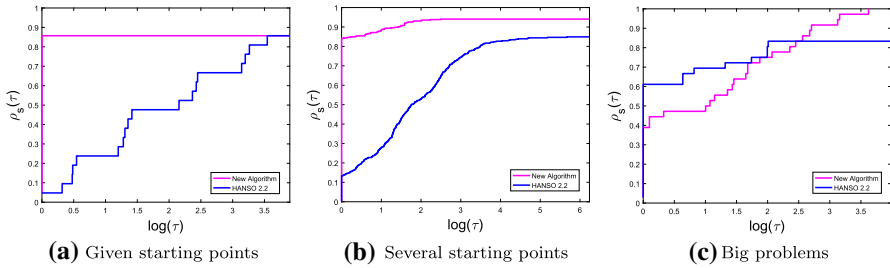 1
0.9
0.8
0.7
0.6
0.5
0.4
0.3
0.2
0.1
0
ρs(τ)
0 0.5 1 1.5 2 2.5 3 3.5
log(τ)
New Algorithm
HANSO 2.2
(a) Given starting points
1
0.9
0.8
0.7
0.6
0.5
0.4
0.3
0.2
0.1
0
ρs(τ)
0 1 2 3 4 5 6
log(τ)
New Algorithm
HANSO 2.2
(b) Several starting points
1
0.9
0.8
0.7
0.6
0.5
0.4
0.3
0.2
0.1
0
ρs(τ)
0 0.5 1 1.5 2 2.5 3 3.5
log(τ)
New Algorithm
HANSO 2.2
(c) Big problems